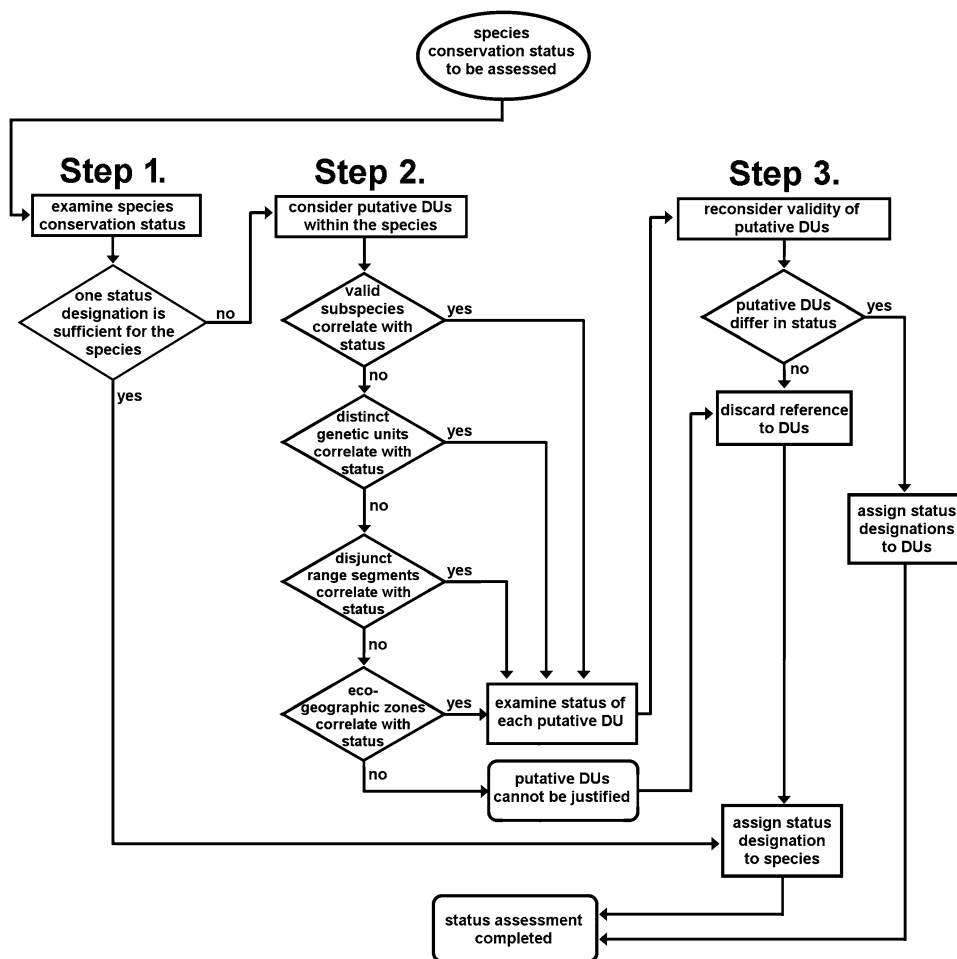 species
conservation status
to be assessed
Step 1.
examine species
conservation status
one status
designation is
sufficient for the
species
no
yes
Step 2.
consider putative DUs
within the species
valid
subspecies
correlate with
status
yes
no
distinct
genetic units
correlate with
status
yes
no
disjunct
range segments
correlate with
status
yes
no
eco-
geographic zones
correlate with
status
yes
no
examine status of
each putative DU
putative DUs
cannot be justified
Step 3.
reconsider validity of
putative DUs
putative DUs
differ in status
yes
no
discard reference
to DUs
assign status
designations
to DUs
assign status
designation
to species
status assessment
completed